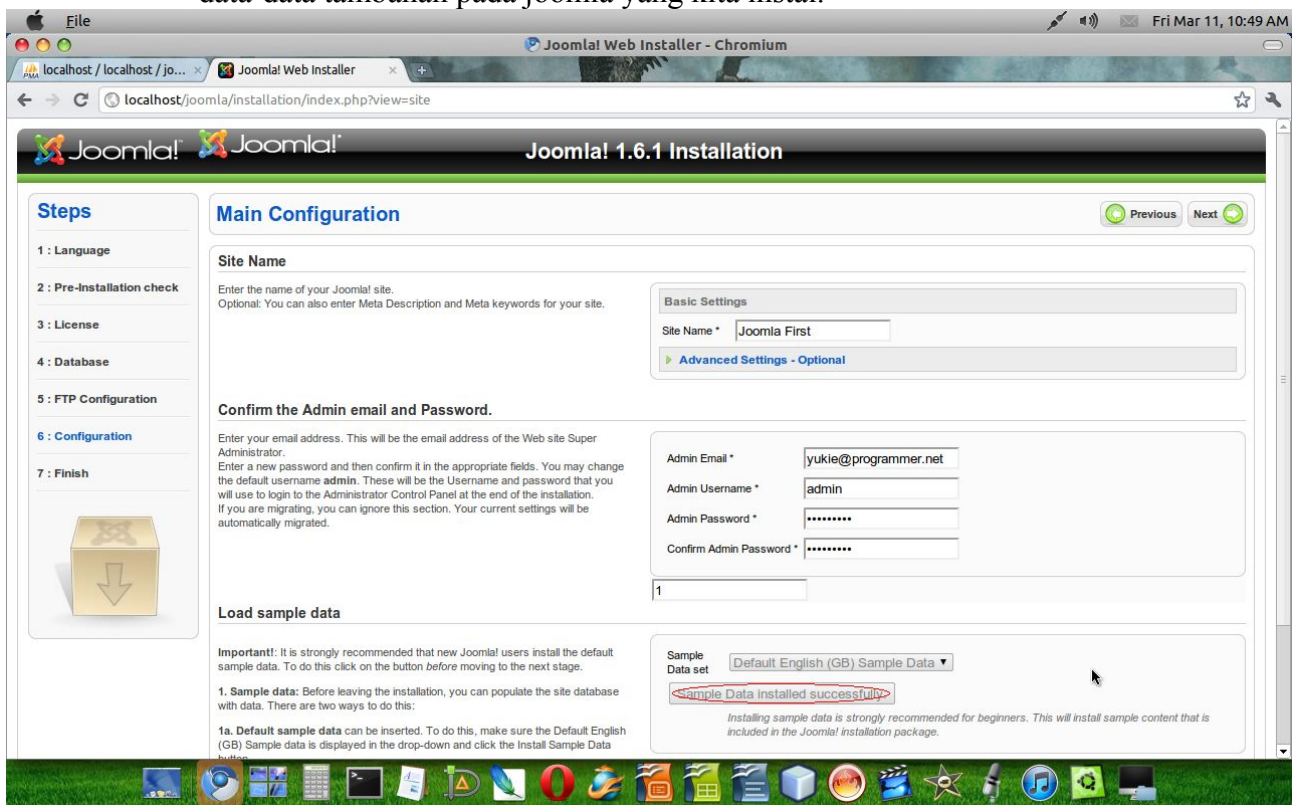 data-data tambahan pada joomla yang kita instal.
File
Fri Mar 11, 10:49 AM
Joomla! Web Installer - Chromium
localhost / localhost / jo...
Joomla! Web Installer
localhost/joomla/installation/index.php?view=site
Joomla! Joomla!
Joomla! 1.6.1 Installation
Steps
1 : Language
2 : Pre-Installation check
3 : License
4 : Database
5 : FTP Configuration
6 : Configuration
7 : Finish
Main Configuration
Previous
Next
Site Name
Enter the name of your Joomla! site.
Optional: You can also enter Meta Description and Meta keywords for your site.
Basic Settings
Site Name * Joomla First
Advanced Settings - Optional
Confirm the Admin email and Password.
Enter your email address. This will be the email address of the Web site Super
Administrator.
Enter a new password and then confirm it in the appropriate fields. You may change
the default username admin. These will be the Username and password that you
will use to login to the Administrator Control Panel at the end of the installation.
If you are migrating, you can ignore this section. Your current settings will be
automatically migrated.
Admin Email * yukie@programmer.net
Admin Username * admin
Admin Password * •••••••••
Confirm Admin Password * •••••••••
1
Load sample data
Important!: It is strongly recommended that new Joomla! users install the default
sample data. To do this click on the button before moving to the next stage.
1. Sample data: Before leaving the installation, you can populate the site database
with data. There are two ways to do this:
1a. Default sample data can be inserted. To do this, make sure the Default English
(GB) Sample data is displayed in the drop-down and click the Install Sample Data
button
Sample
Data set
Default English (GB) Sample Data
Sample Data installed successfully.
Installing sample data is strongly recommended for beginners. This will install sample content that is
included in the Joomla! installation package.